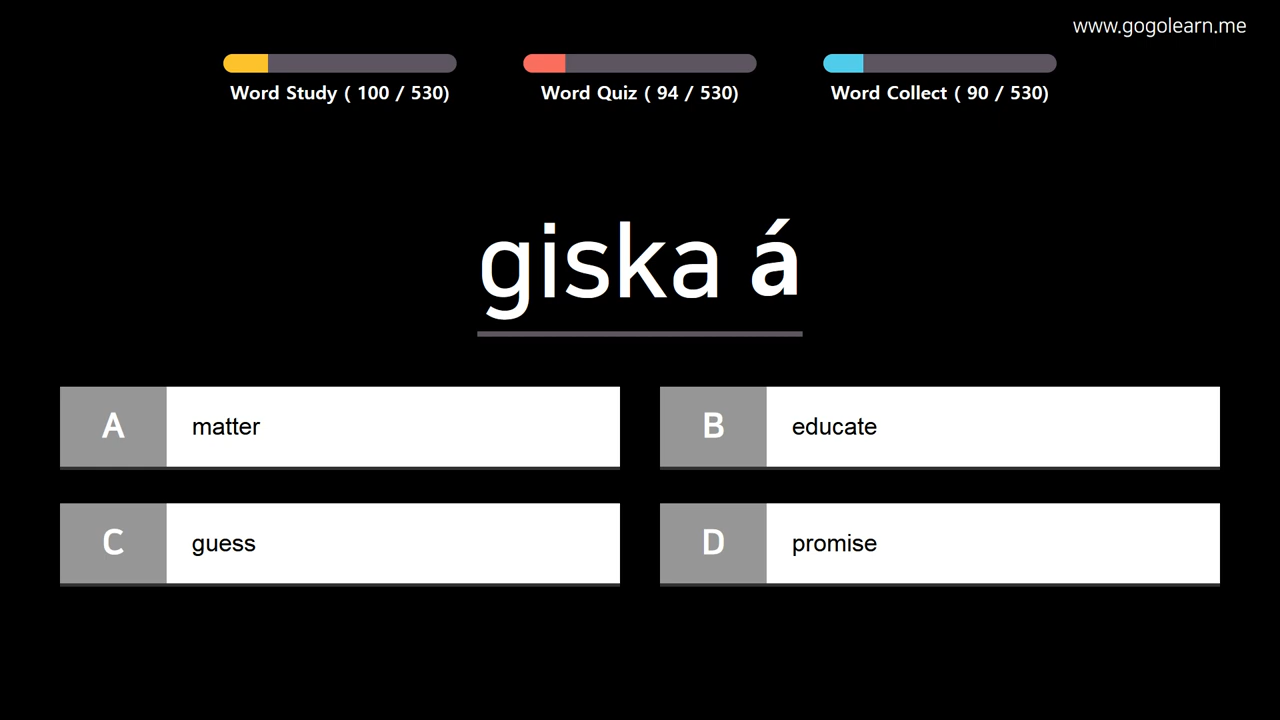 www.gogolearn.me
Word Study ( 100 / 530)
Word Quiz ( 94 / 530)
Word Collect ( 90 / 530)
giska á
A matter
B educate
C guess
D promise